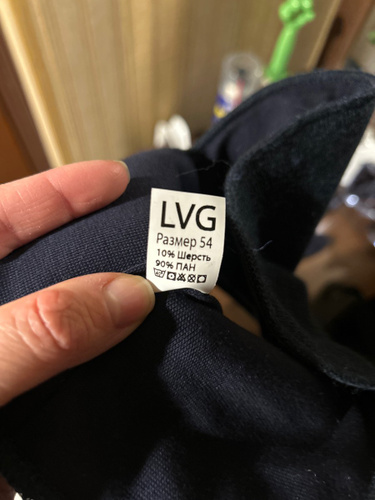 LVG
Размер 54
10% Шерсть
90% ПАН